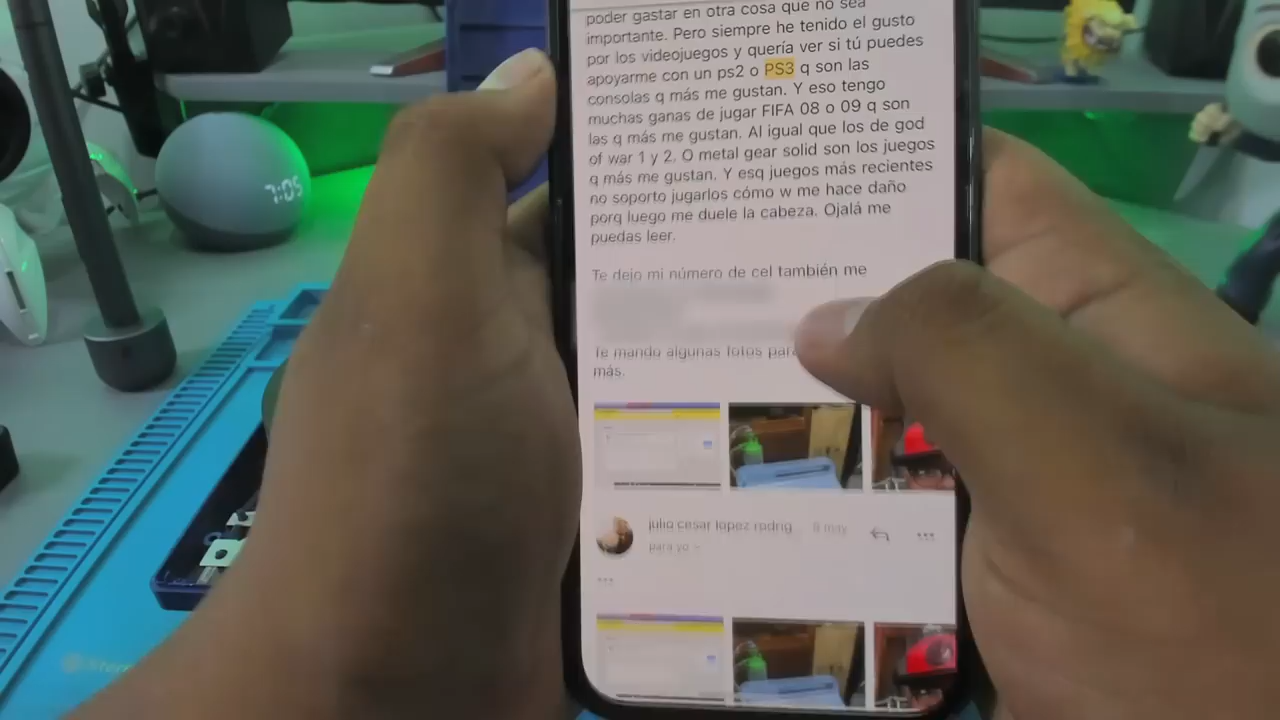 poder gastar en otra cosa que no sea
importante. Pero siempre he tenido el gusto
por los videojuegos y quería ver si tú puedes
apoyarme con un ps2 o PS3 q son las
consolas q más me gustan. Y eso tengo
muchas ganas de jugar FIFA 08 o 09 q son
las q más me gustan. Al igual que los de god
of war 1 y 2. O metal gear solid son los juegos
q más me gustan. Y esq juegos más recientes
no soporto jugarlos cómo w me hace daño
porq luego me duele la cabeza. Ojalá me
puedas leer.
Te dejo mi número de cel también me
Te mando algunas fotos para
más.
julio cesar lopez rodrig... 9 may
para yo
7:05